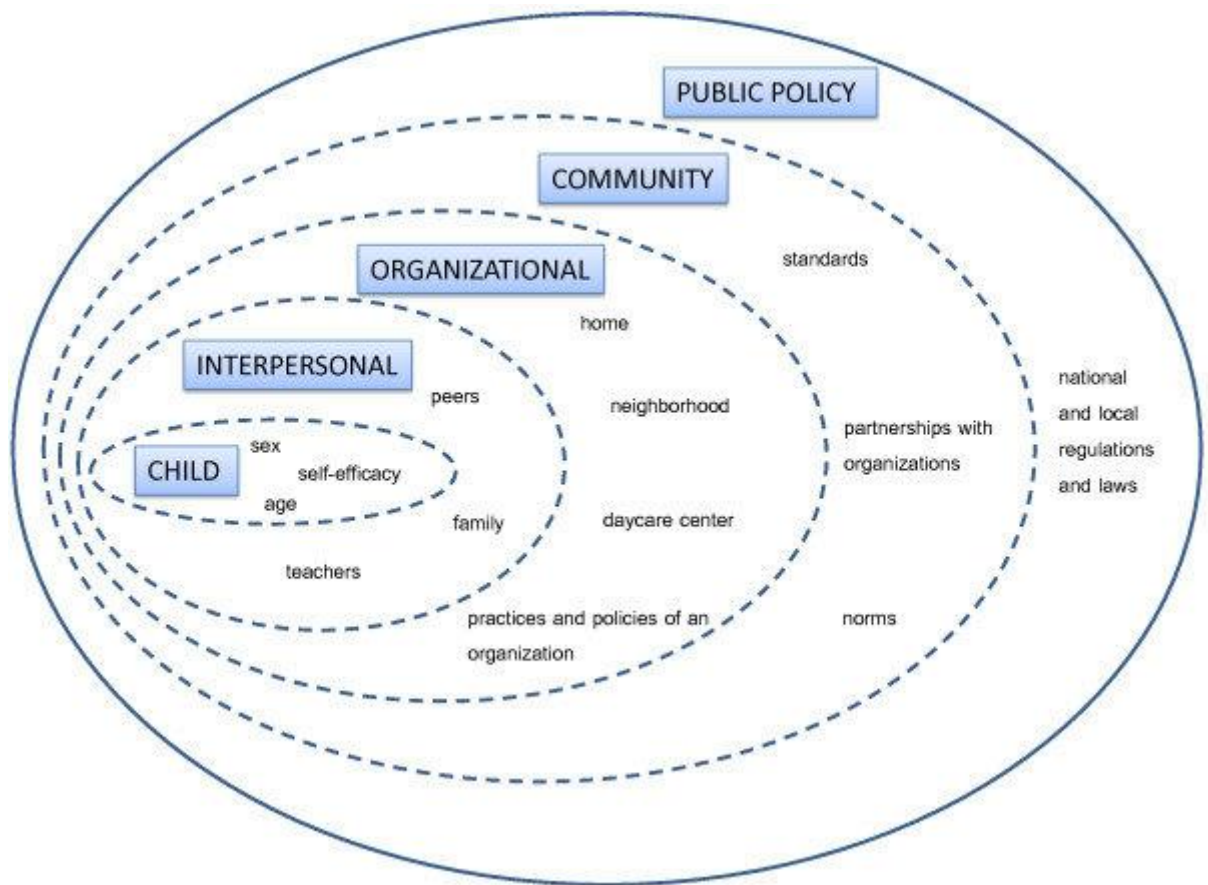 PUBLIC POLICY
COMMUNITY
standards
ORGANIZATIONAL
home
INTERPERSONAL
peers
neighborhood
national
and local
regulations
and laws
partnerships with
organizations
sex
CHILD
self-efficacy
age
family
daycare center
teachers
practices and policies of an
organization
norms